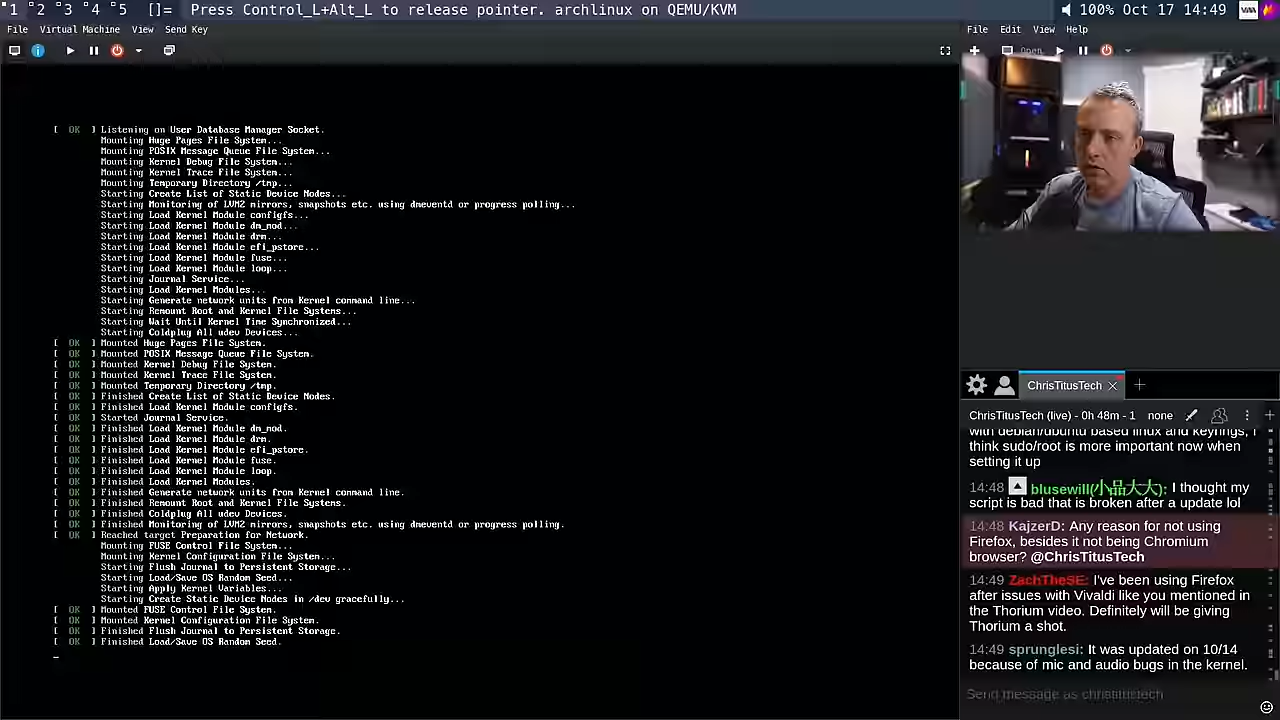 1 2 3 4 5 []= Press Control_L+Alt_L to release pointer. archlinux on QEMU/KVM
100% Oct 17 14:49
File Virtual Machine View Send Key
File Edit View Help
Open
[ OK ] Listening on User Database Manager Socket.
Mounting Huge Pages File System...
Mounting POSIX Message Queue File System...
Mounting Kernel Debug File System...
Mounting Kernel Trace File System...
Mounting Temporary Directory /tmp...
Starting Create List of Static Device Nodes...
Starting Monitoring of LVM2 mirrors, snapshots etc. using dmeventd or progress polling...
Starting Load Kernel Module configfs...
Starting Load Kernel Module dm_mod...
Starting Load Kernel Module drm...
Starting Load Kernel Module efi_pstore...
Starting Load Kernel Module fuse...
Starting Load Kernel Module loop...
Starting Journal Service...
Starting Load Kernel Modules...
Starting Generate network units from Kernel command line...
Starting Remount Root and Kernel File Systems...
Starting Wait Until Kernel Time Synchronized...
Starting Coldplug All udev Devices...
[ OK ] Mounted Huge Pages File System.
[ OK ] Mounted POSIX Message Queue File System.
[ OK ] Mounted Kernel Debug File System.
[ OK ] Mounted Kernel Trace File System.
[ OK ] Mounted Temporary Directory /tmp.
[ OK ] Finished Create List of Static Device Nodes.
[ OK ] Finished Load Kernel Module configfs.
[ OK ] Started Journal Service.
[ OK ] Finished Load Kernel Module dm_mod.
[ OK ] Finished Load Kernel Module drm.
[ OK ] Finished Load Kernel Module efi_pstore.
[ OK ] Finished Load Kernel Module fuse.
[ OK ] Finished Load Kernel Module loop.
[ OK ] Finished Load Kernel Modules.
[ OK ] Finished Generate network units from Kernel command line.
[ OK ] Finished Remount Root and Kernel File Systems.
[ OK ] Finished Coldplug All udev Devices.
[ OK ] Finished Monitoring of LVM2 mirrors, snapshots etc. using dmeventd or progress polling.
[ OK ] Reached target Preparation for Network.
Mounting FUSE Control File System...
Mounting Kernel Configuration File System...
Starting Flush Journal to Persistent Storage...
Starting Load/Save OS Random Seed...
Starting Apply Kernel Variables...
Starting Create Static Device Nodes in /dev gracefully...
[ OK ] Mounted FUSE Control File System.
[ OK ] Mounted Kernel Configuration File System.
[ OK ] Finished Flush Journal to Persistent Storage.
[ OK ] Finished Load/Save OS Random Seed.
ChrisTitusTech
ChrisTitusTech (live) - 0h 48m - 1 none
with debian/ubuntu based linux and keyrings, I
think sudo/root is more important now when
setting it up
14:48 blusewill(小品大大): I thought my
script is bad that is broken after a update lol
14:48 KajzerD: Any reason for not using
Firefox, besides it not being Chromium
browser? @ChrisTitusTech
14:49 ZachTheSE: I've been using Firefox
after issues with Vivaldi like you mentioned in
the Thorium video. Definitely will be giving
Thorium a shot.
14:49 sprunglesi: It was updated on 10/14
because of mic and audio bugs in the kernel.
Send message as christitustech